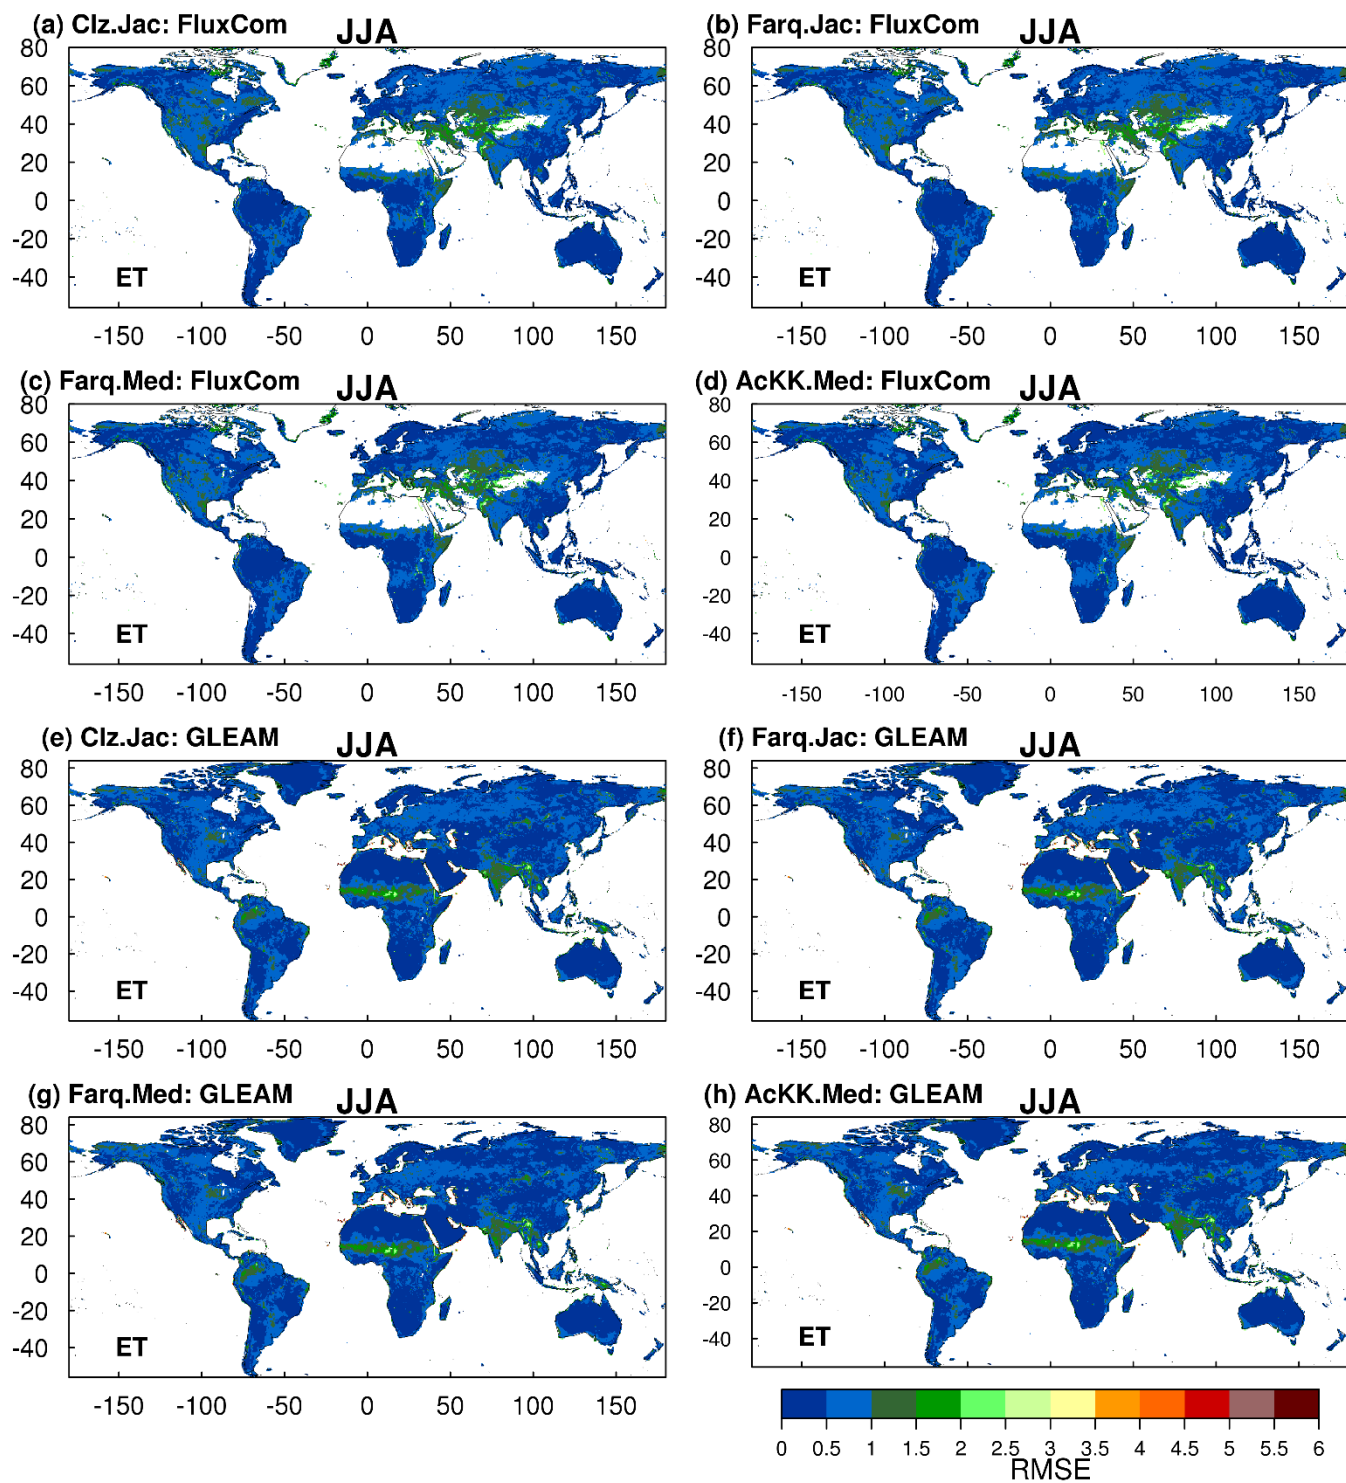 (a) Clz.Jac: FluxCom JJA
80
60
40
20
0
-20
-40
ET
-150 -100 -50 0 50 100 150
(b) Farq.Jac: FluxCom JJA
80
60
40
20
0
-20
-40
ET
-150 -100 -50 0 50 100 150
(c) Farq.Med: FluxCom JJA
80
60
40
20
0
-20
-40
ET
-150 -100 -50 0 50 100 150
(d) AcKK.Med: FluxCom JJA
80
60
40
20
0
-20
-40
ET
-150 -100 -50 0 50 100 150
(e) Clz.Jac: GLEAM JJA
80
60
40
20
0
-20
-40
ET
-150 -100 -50 0 50 100 150
(f) Farq.Jac: GLEAM JJA
80
60
40
20
0
-20
-40
ET
-150 -100 -50 0 50 100 150
(g) Farq.Med: GLEAM JJA
80
60
40
20
0
-20
-40
ET
-150 -100 -50 0 50 100 150
(h) AcKK.Med: GLEAM JJA
80
60
40
20
0
-20
-40
ET
0 0.5 1 1.5 2 2.5 3 3.5 4 4.5 5 5.5 6
RMSE